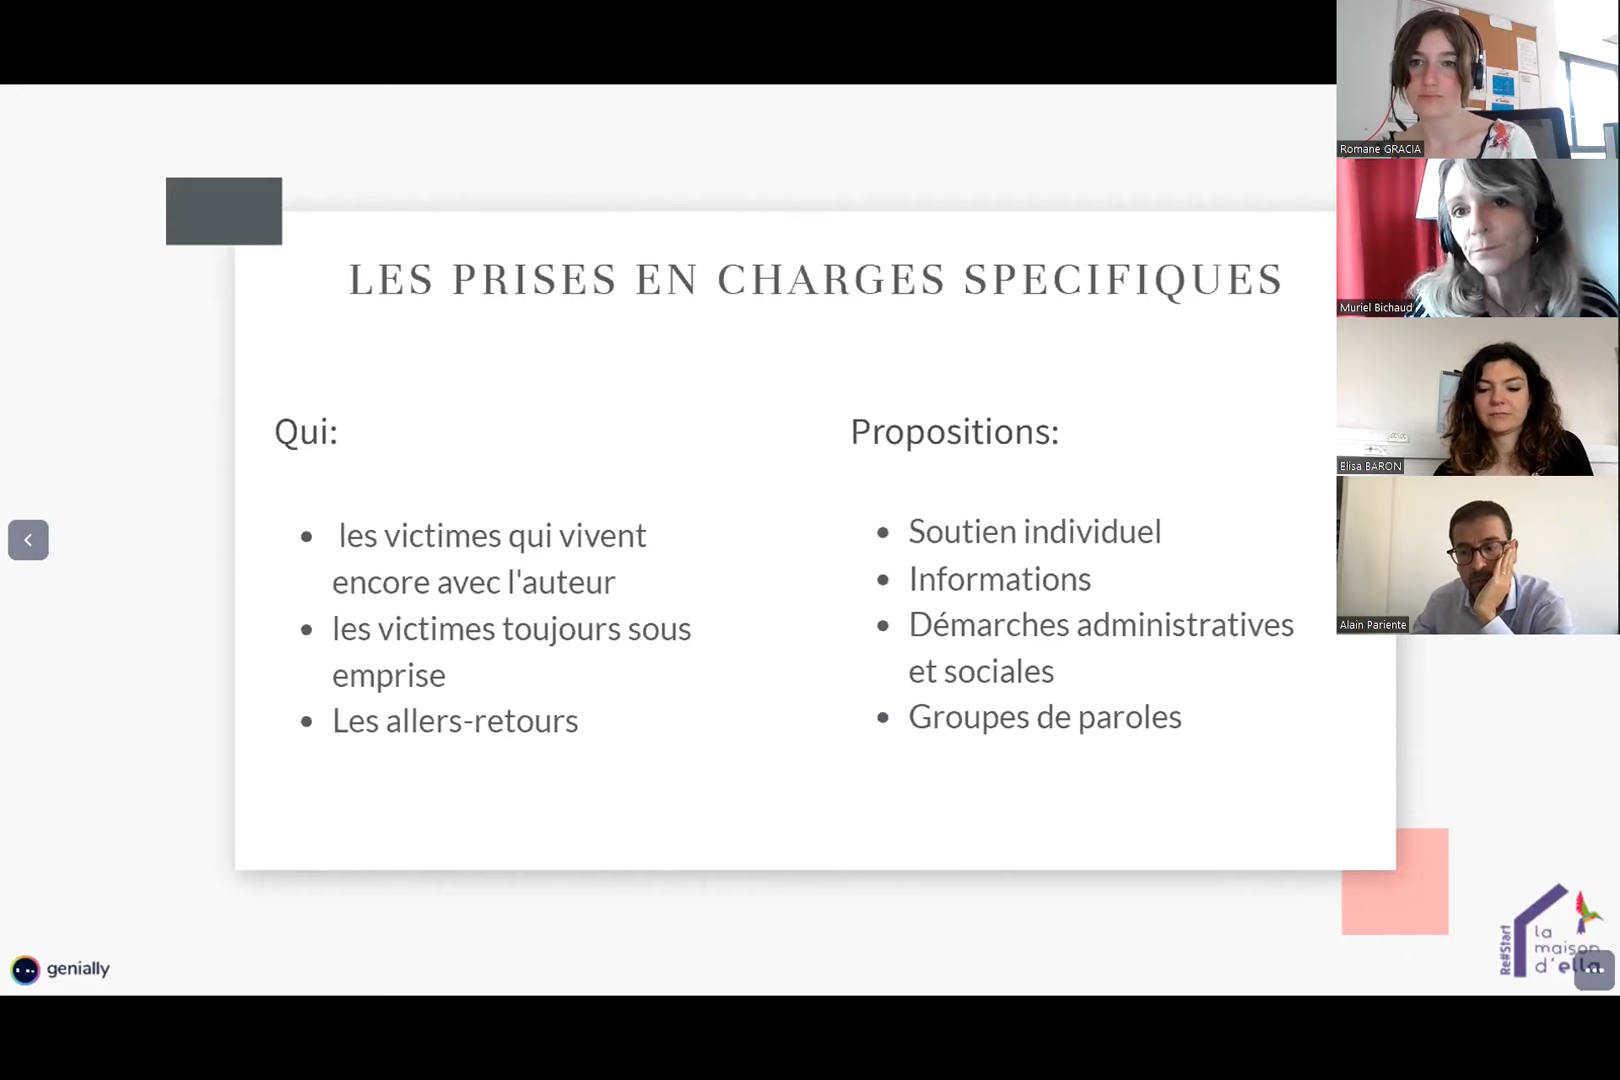 LES PRISES EN CHARGES SPECIFIQUES
Qui:
• les victimes qui vivent
encore avec l'auteur
• les victimes toujours sous
emprise
• Les allers-retours
Propositions:
• Soutien individuel
• Informations
• Démarches administratives
et sociales
• Groupes de paroles
Romane GRACIA
Muriel Bichaud
Elisa BARON
Alain Pariente
genially
Re#Start
la
maison
d'ella